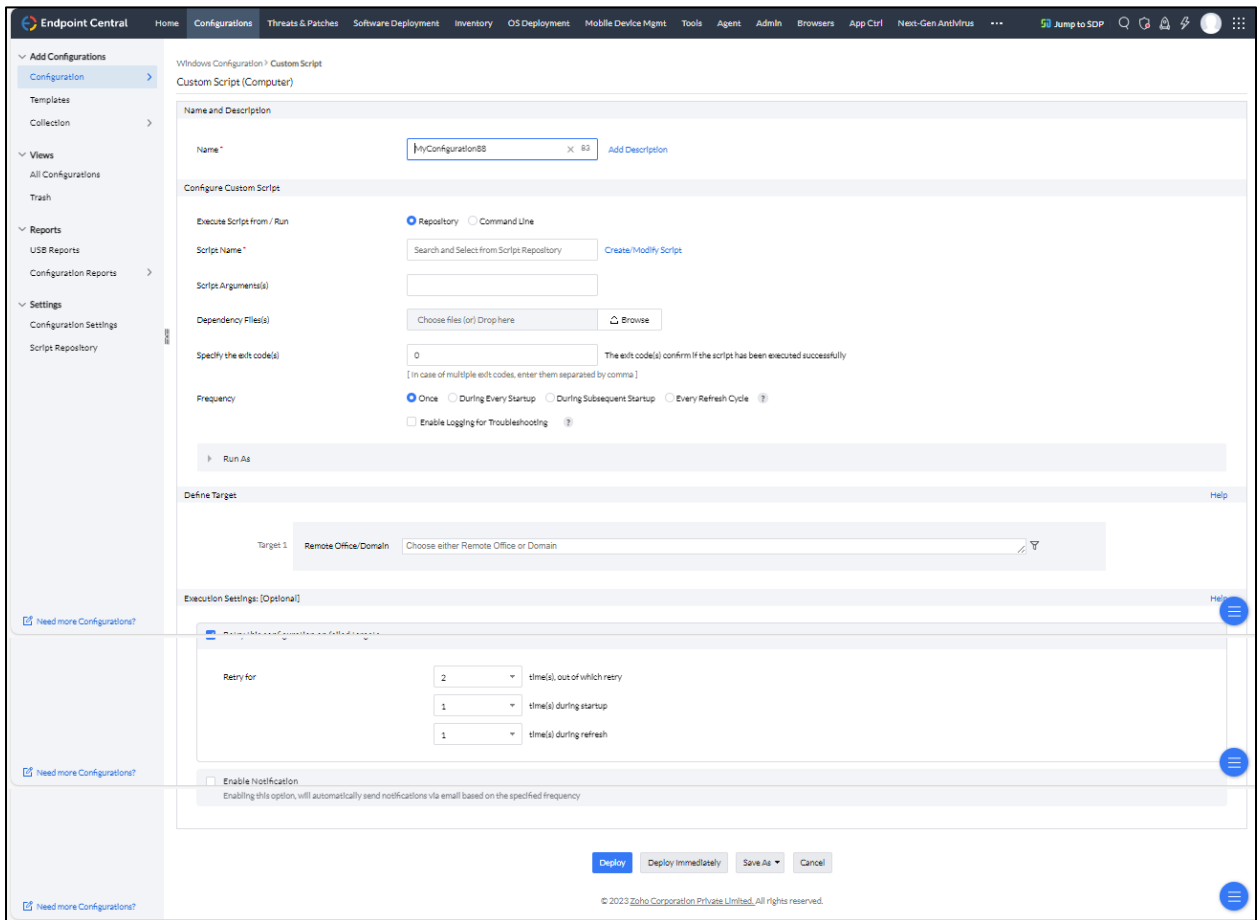 Endpoint Central Home Configurations Threats & Patches Software Deployment Inventory OS Deployment Mobile Device Mgmt Tools Agent Admin Browsers App Ctrl Next-Gen Antivirus ••• Jump to SDP
Add Configurations
Configuration
Templates
Collection
Views
All Configurations
Trash
Reports
USB Reports
Configuration Reports
Settings
Configuration Settings
Script Repository
Need more Configurations?
Windows Configuration > Custom Script
Custom Script (Computer)
Name and Description
Name * MyConfiguration88 83 Add Description
Configure Custom Script
Execute Script from / Run Repository Command Line
Script Name * Search and Select from Script Repository Create/Modify Script
Script Arguments(s)
Dependency Files(s) Choose files (or) Drop here Browse
Specify the exit code(s) 0 The exit code(s) confirm if the script has been executed successfully
[ In case of multiple exit codes, enter them separated by comma ]
Frequency Once During Every Startup During Subsequent Startup Every Refresh Cycle ?
Enable Logging for Troubleshooting ?
Run As
Define Target Help
Target 1 Remote Office/Domain Choose either Remote Office or Domain
Execution Settings: [Optional] Help
Retry for 2 time(s), out of which retry
1 time(s) during startup
1 time(s) during refresh
Need more Configurations?
Enable Notification
Enabling this option, will automatically send notifications via email based on the specified frequency
Deploy Deploy Immediately Save As Cancel
© 2023 Zoho Corporation Private Limited. All rights reserved.
Need more Configurations?